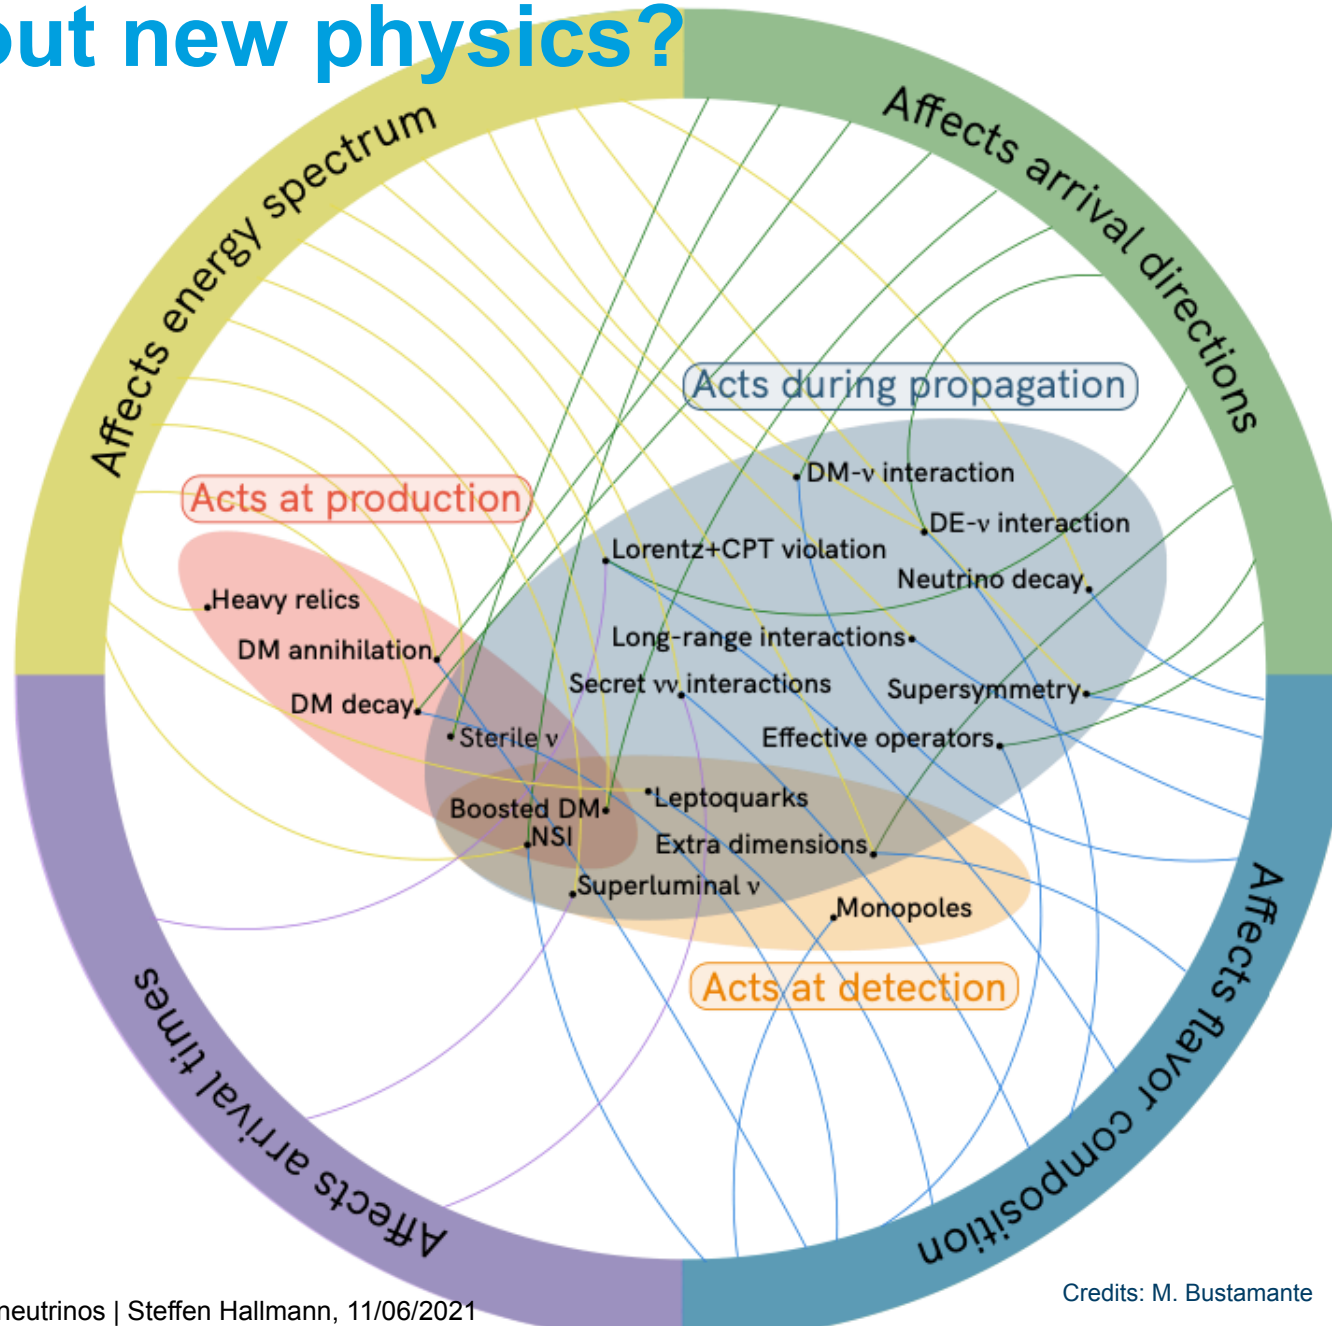 out new physics?
Affects energy spectrum
Affects arrival directions
Acts during propagation
DM-ν interaction
Acts at production
DE-ν interaction
Lorentz+CPT violation
Neutrino decay
Heavy relics
Long-range interactions
DM annihilation
Secret νν interactions
Supersymmetry
DM decay
Sterile ν
Effective operators
Leptoquarks
Boosted DM
NSI
Extra dimensions
Superluminal ν
Monopoles
Acts at detection
Affects arrival times
Affects flavor composition
Credits: M. Bustamante
neutrinos | Steffen Hallmann, 11/06/2021